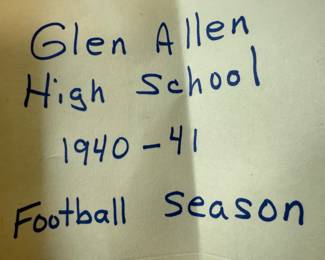 Glen Allen
High School
1940-41
Football season